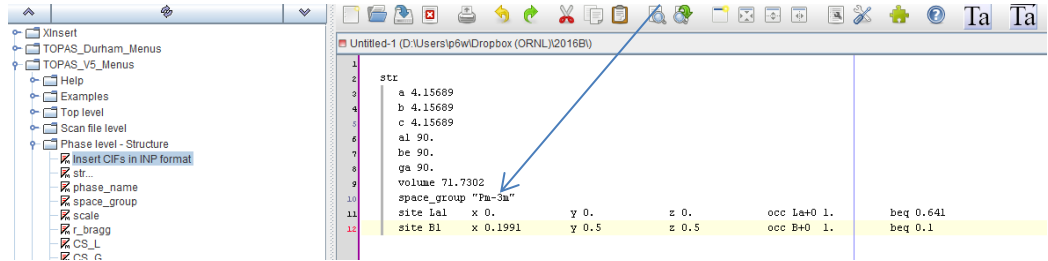 Ta Ta
XInsert
TOPAS_Durham_Menus
TOPAS_V5_Menus
Help
Examples
Top level
Scan file level
Phase level - Structure
Insert CIFs in INP format
str...
phase_name
space_group
scale
r_bragg
CS_L
CS_G
Untitled-1 (D:\Users\p6w\Dropbox (ORNL)\2016B\)
1
2 str
3 a 4.15689
4 b 4.15689
5 c 4.15689
6 al 90.
7 be 90.
8 ga 90.
9 volume 71.7302
10 space_group "Pm-3m"
11 site La1 x 0. y 0. z 0. occ La+0 1. beq 0.641
12 site B1 x 0.1991 y 0.5 z 0.5 occ B+0 1. beq 0.1